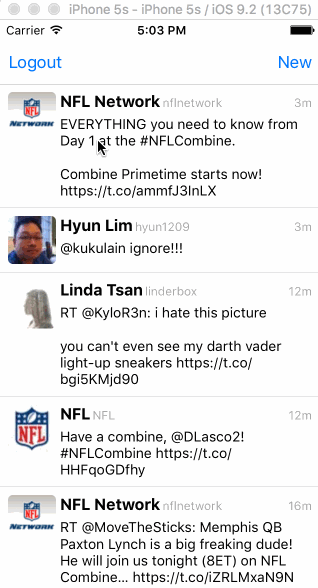 iPhone 5s - iPhone 5s / iOS 9.2 (13C75)
Carrier 5:03 PM
Logout New
NFL Network nflnetwork 3m
EVERYTHING you need to know from
Day 1 at the #NFLCombine.
Combine Primetime starts now!
https://t.co/ammfJ3lnLX
NETWORK
Hyun Lim hyun1209 3m
@kukulain ignore!!!
Linda Tsan linderbox 12m
RT @KyloR3n: i hate this picture
you can't even see my darth vader
light-up sneakers https://t.co/
bgi5KMjd90
NFL NFL 12m
Have a combine, @DLasco2!
#NFLCombine https://t.co/
HHFqoGDfhy
NFL
NFL Network nflnetwork 16m
RT @MoveTheSticks: Memphis QB
Paxton Lynch is a big freaking dude!
He will join us tonight (8ET) on NFL
Combine... https://t.co/iZRLMxaN9N
NETWORK